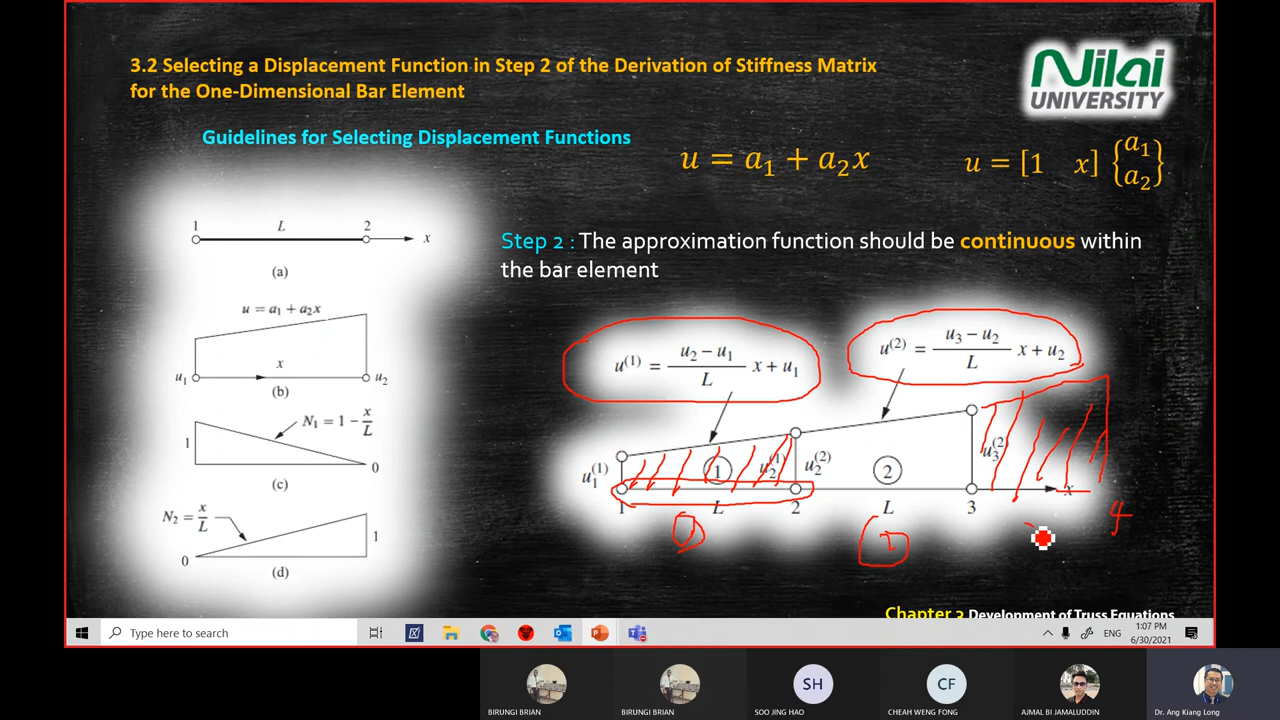 3.2 Selecting a Displacement Function in Step 2 of the Derivation of Stiffness Matrix
for the One-Dimensional Bar Element
Nilai
UNIVERSITY
Guidelines for Selecting Displacement Functions
u = a₁ + a₂x
u = [1 x] {a₁ a₂}
1 L 2 x
(a)
u = a₁ + a₂x
x
u₁ u₂
(b)
N₁ = 1 − x/L
1 0
(c)
N₂ = x/L
0 1
(d)
Step 2 : The approximation function should be continuous within
the bar element
u⁽¹⁾ = (u₂ − u₁)/L x + u₁
u⁽²⁾ = (u₃ − u₂)/L x + u₂
u₁⁽¹⁾ 1 u₂⁽¹⁾ u₂⁽²⁾ 2 u₃⁽²⁾
1 L 2 L 3 x
4
1 2
Chapter 3 Development of Truss Equations
Type here to search
ENG
1:07 PM
6/30/2021
SH
CF
BIRUNGI BRIAN
BIRUNGI BRIAN
SOO JING HAO
CHEAH WENG FONG
AJMAL BI JAMALUDDIN
Dr. Ang Kiang Long